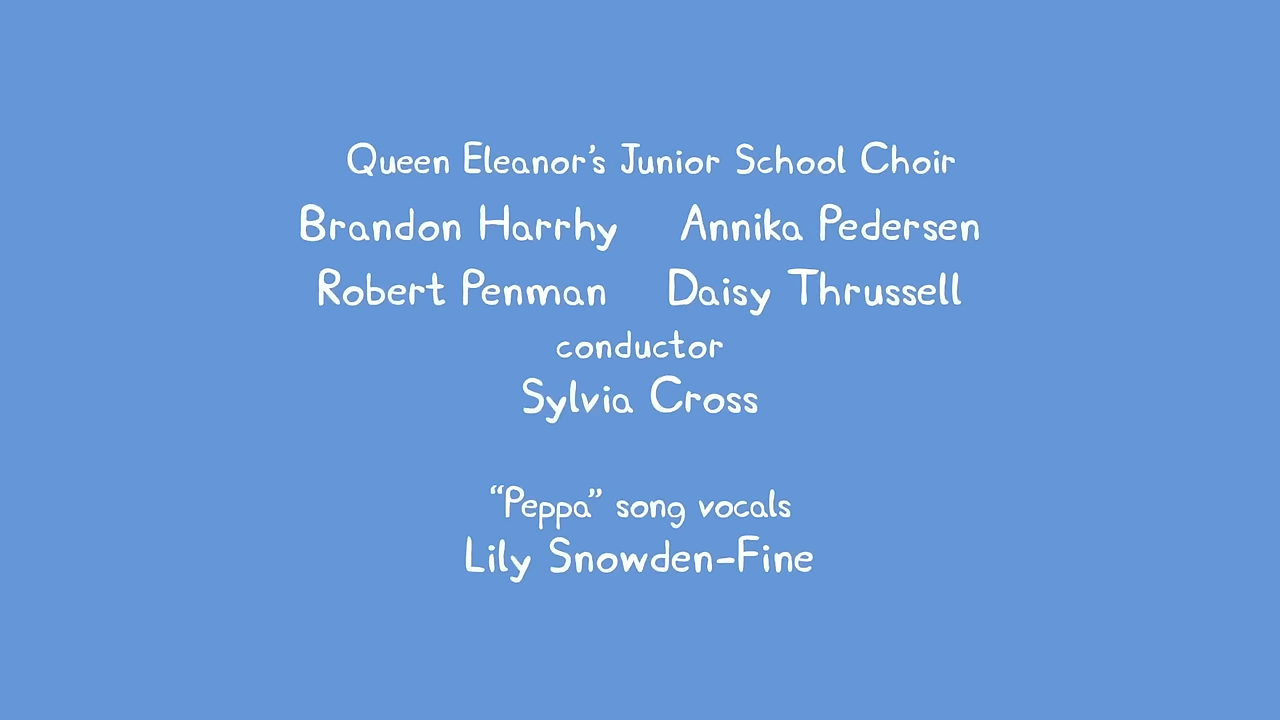 Queen Eleanor’s Junior School Choir
Brandon Harrhy Annika Pedersen
Robert Penman Daisy Thrussell
conductor
Sylvia Cross
“Peppa” song vocals
Lily Snowden-Fine